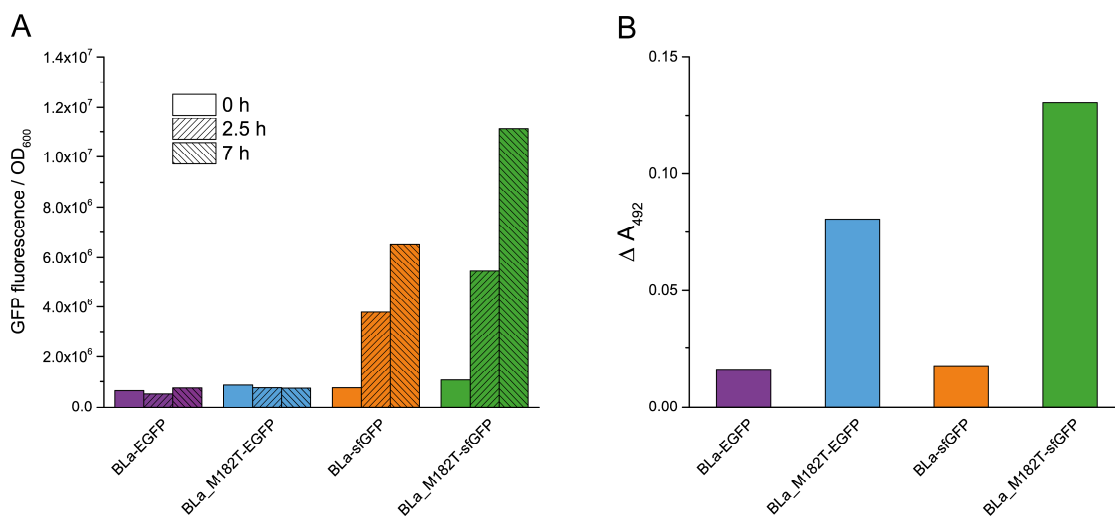 A
GFP fluorescence / OD600
1.4x10^7
1.2x10^7
1.0x10^7
8.0x10^6
6.0x10^6
4.0x10^6
2.0x10^6
0.0
0 h
2.5 h
7 h
BLa-EGFP
BLa_M182T-EGFP
BLa-sfGFP
BLa_M182T-sfGFP
B
Δ A492
0.15
0.10
0.05
0.00
BLa-EGFP
BLa_M182T-EGFP
BLa-sfGFP
BLa_M182T-sfGFP